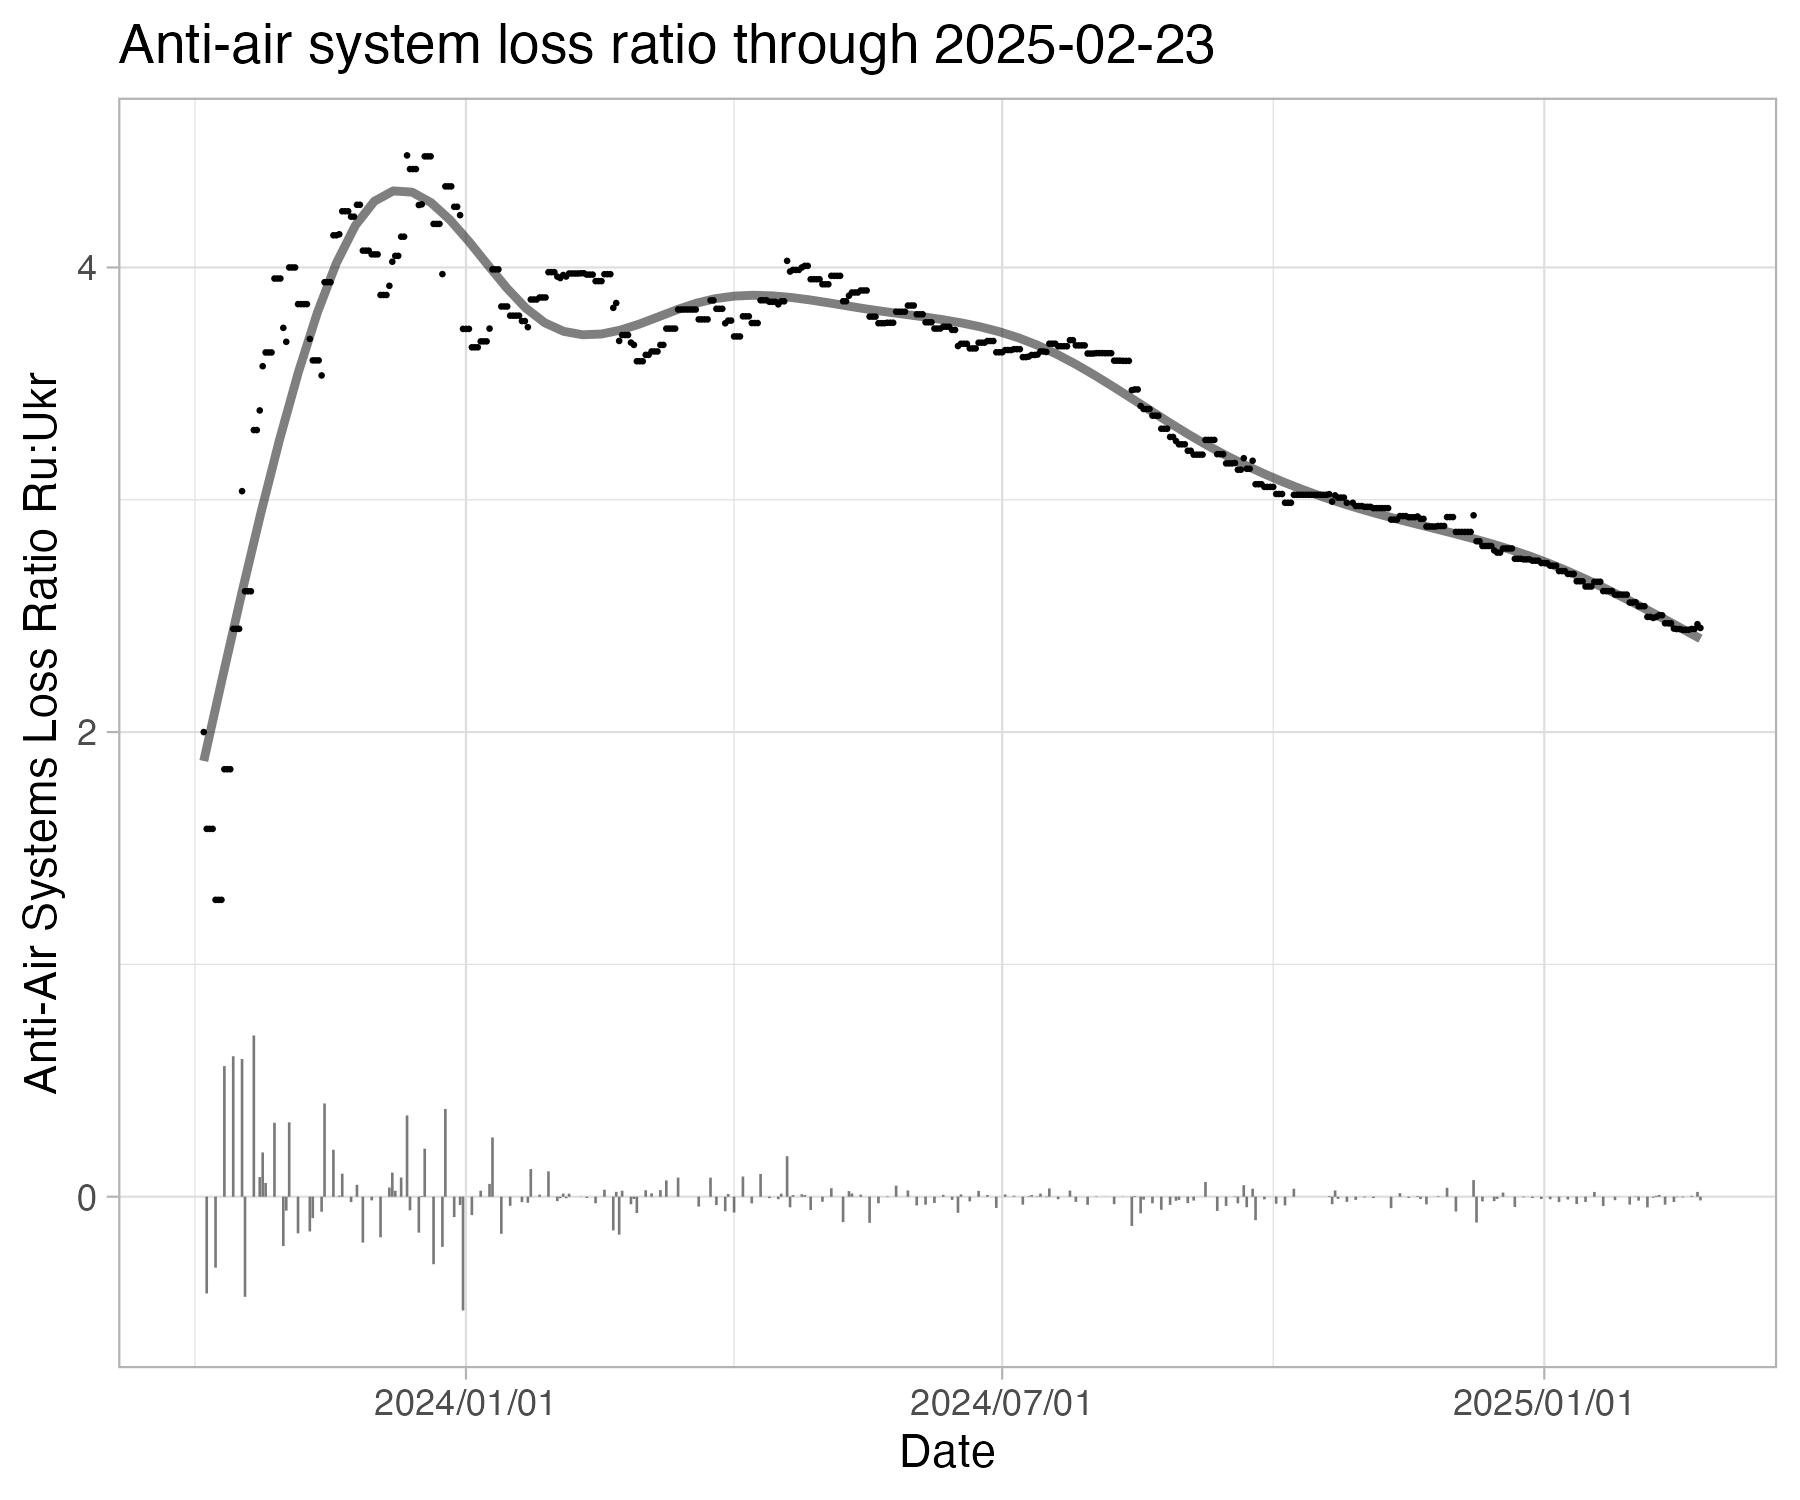 Anti-air system loss ratio through 2025-02-23
Anti-Air Systems Loss Ratio Ru:Ukr
4
2
0
2024/01/01
2024/07/01
2025/01/01
Date